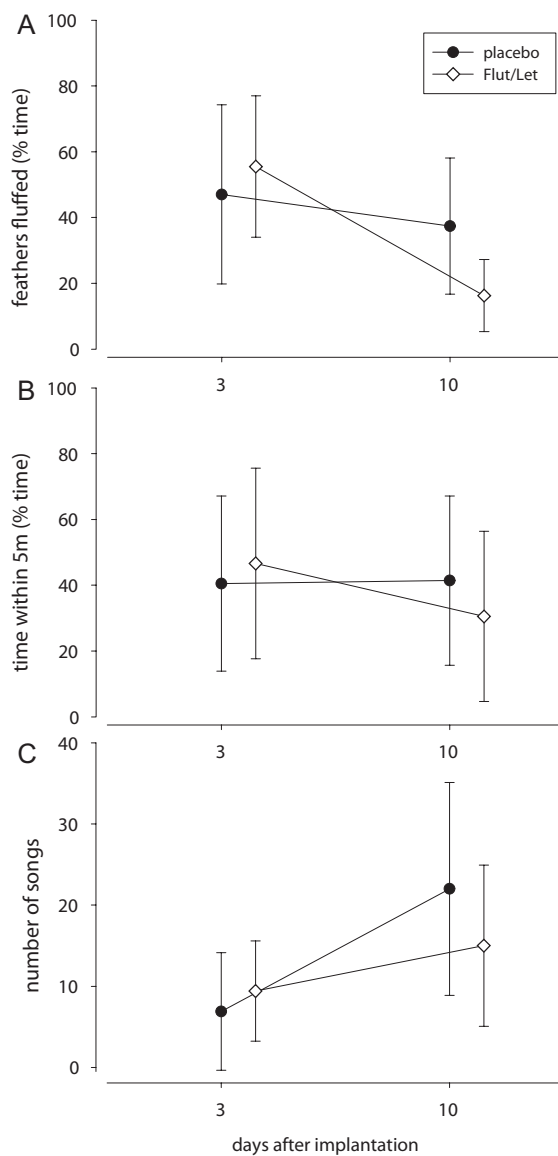 A
100
80
60
40
20
0
feathers fluffed (% time)
placebo
Flut/Let
3
10
B
100
80
60
40
20
0
time within 5m (% time)
3
10
C
40
30
20
10
0
number of songs
3
10
days after implantation